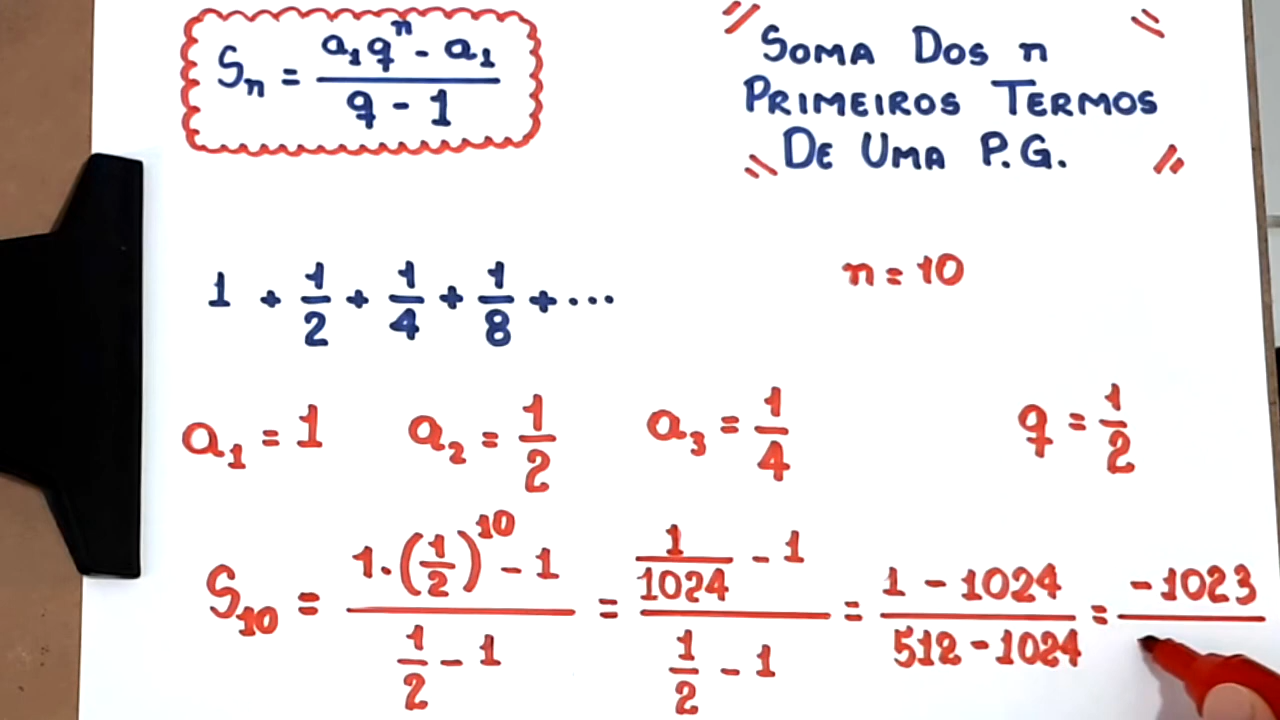 Sₙ = (a₁qⁿ - a₁) / (q - 1)
SOMA DOS n
PRIMEIROS TERMOS
DE UMA P.G.
1 + 1/2 + 1/4 + 1/8 + ...
n = 10
a₁ = 1 a₂ = 1/2 a₃ = 1/4 q = 1/2
S₁₀ = (1·(1/2)¹⁰ - 1) / (1/2 - 1) = (1/1024 - 1) / (1/2 - 1) = (1 - 1024) / (512 - 1024) = -1023 /